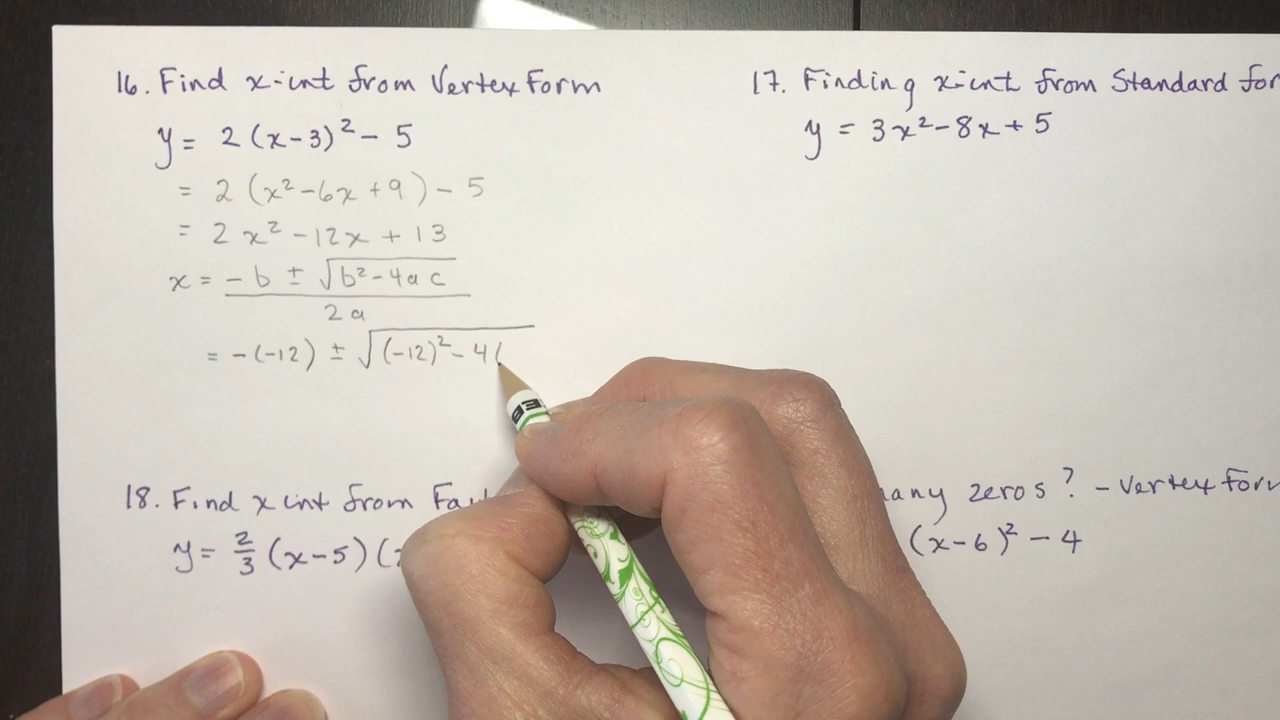 16. Find x-int from Vertex Form
y = 2(x-3)² - 5
= 2(x²-6x+9) - 5
= 2x² - 12x + 13
x = -b ± √(b²-4ac)
2a
= -(-12) ± √((-12)² - 4(
17. Finding x-int from Standard for
y = 3x² - 8x + 5
18. Find x int from Fa
y = 2/3 (x-5)(
many zeros? - Vertex For
(x-6)² - 4